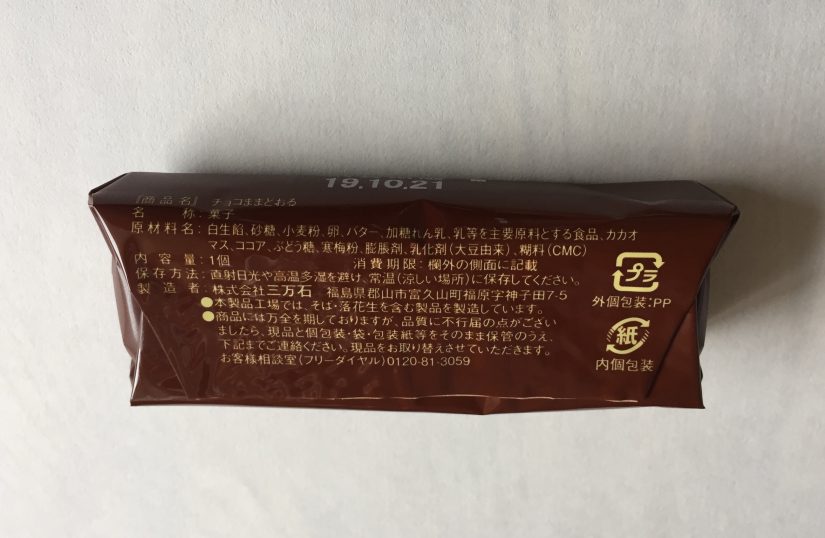 19.10.21
『商品名』 チョコままどおる
名 称:菓子
原材料名:白生餡、砂糖、小麦粉、卵、バター、加糖れん乳、乳等を主要原料とする食品、カカオ
マス、ココア、ぶどう糖、寒梅粉、膨脹剤、乳化剤(大豆由来)、糊料(CMC)
内 容 量:1個 消費期限:欄外の側面に記載
保存方法:直射日光や高温多湿を避け、常温(涼しい場所)に保存してください。
製 造 者:株式会社三万石 福島県郡山市富久山町福原字神子田7-5
●本製品工場では、そば・落花生を含む製品を製造しています。
●商品には万全を期しておりますが、品質に不行届の点がござい
ましたら、現品と個包装・袋・包装紙等をそのまま保管のうえ、
下記までご連絡ください。現品をお取り替えさせていただきます。
お客様相談室(フリーダイヤル)0120-81-3059
プラ
外個包装:PP
紙
内個包装